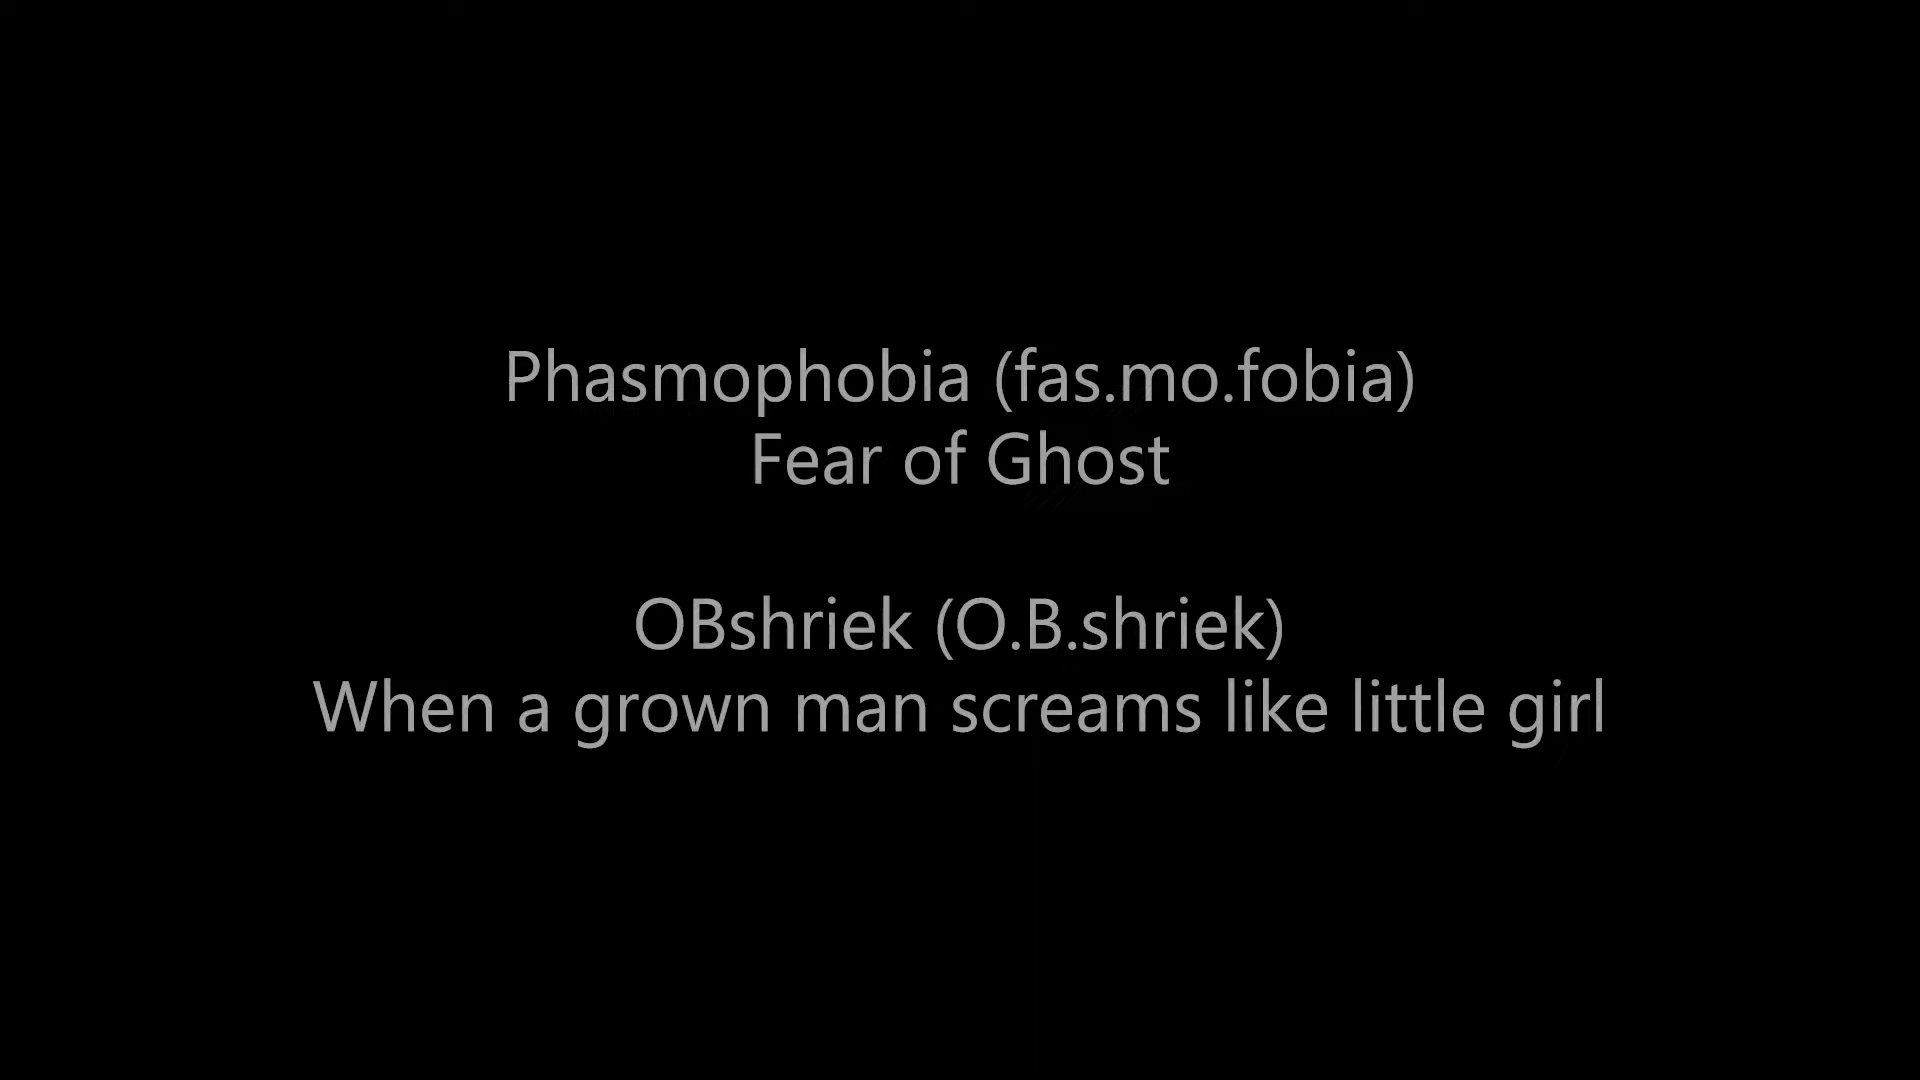 Phasmophobia (fas.mo.fobia)
Fear of Ghost
OBshriek (O.B.shriek)
When a grown man screams like little girl